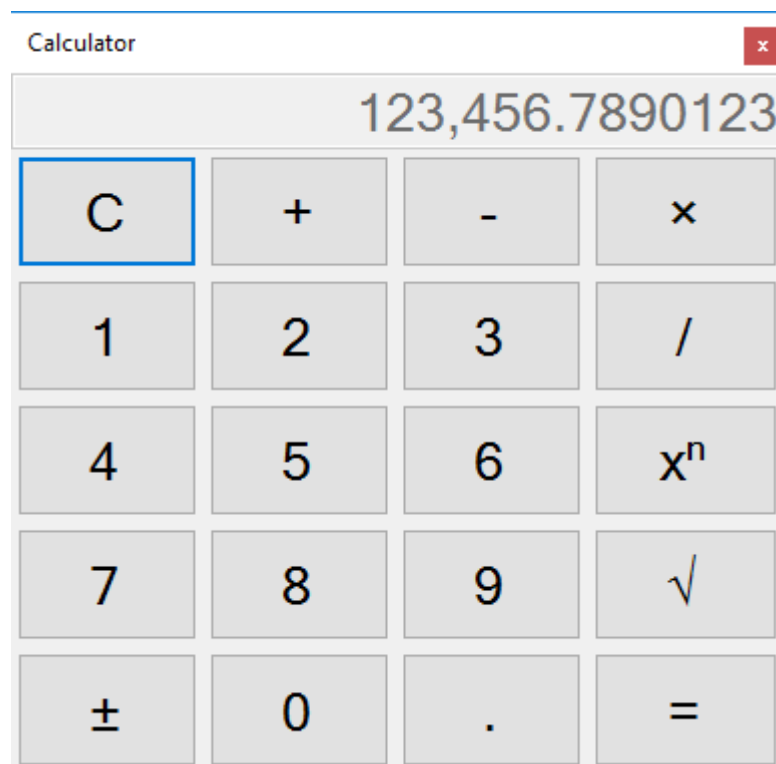 Calculator x
123,456.7890123
C + - ×
1 2 3 /
4 5 6 xⁿ
7 8 9 √
± 0 . =